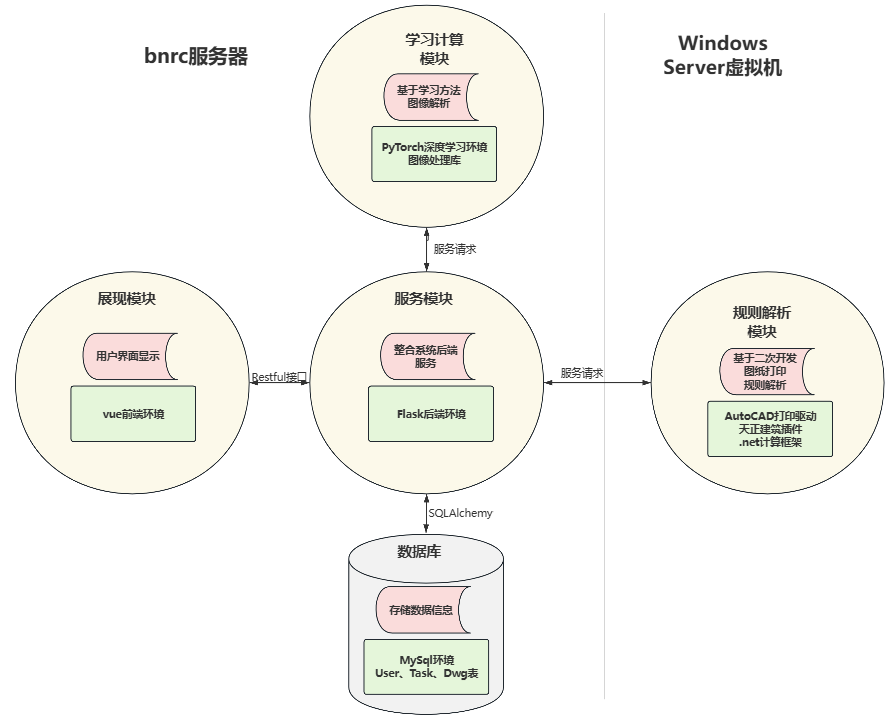 bnrc服务器
Windows
Server虚拟机
学习计算
模块
基于学习方法
图像解析
PyTorch深度学习环境
图像处理库
服务请求
展现模块
用户界面显示
vue前端环境
Restful接口
服务模块
整合系统后端
服务
Flask后端环境
服务请求
规则解析
模块
基于二次开发
图纸打印
规则解析
AutoCAD打印驱动
天正建筑插件
.net计算框架
SQLAlchemy
数据库
存储数据信息
MySql环境
User、Task、Dwg表